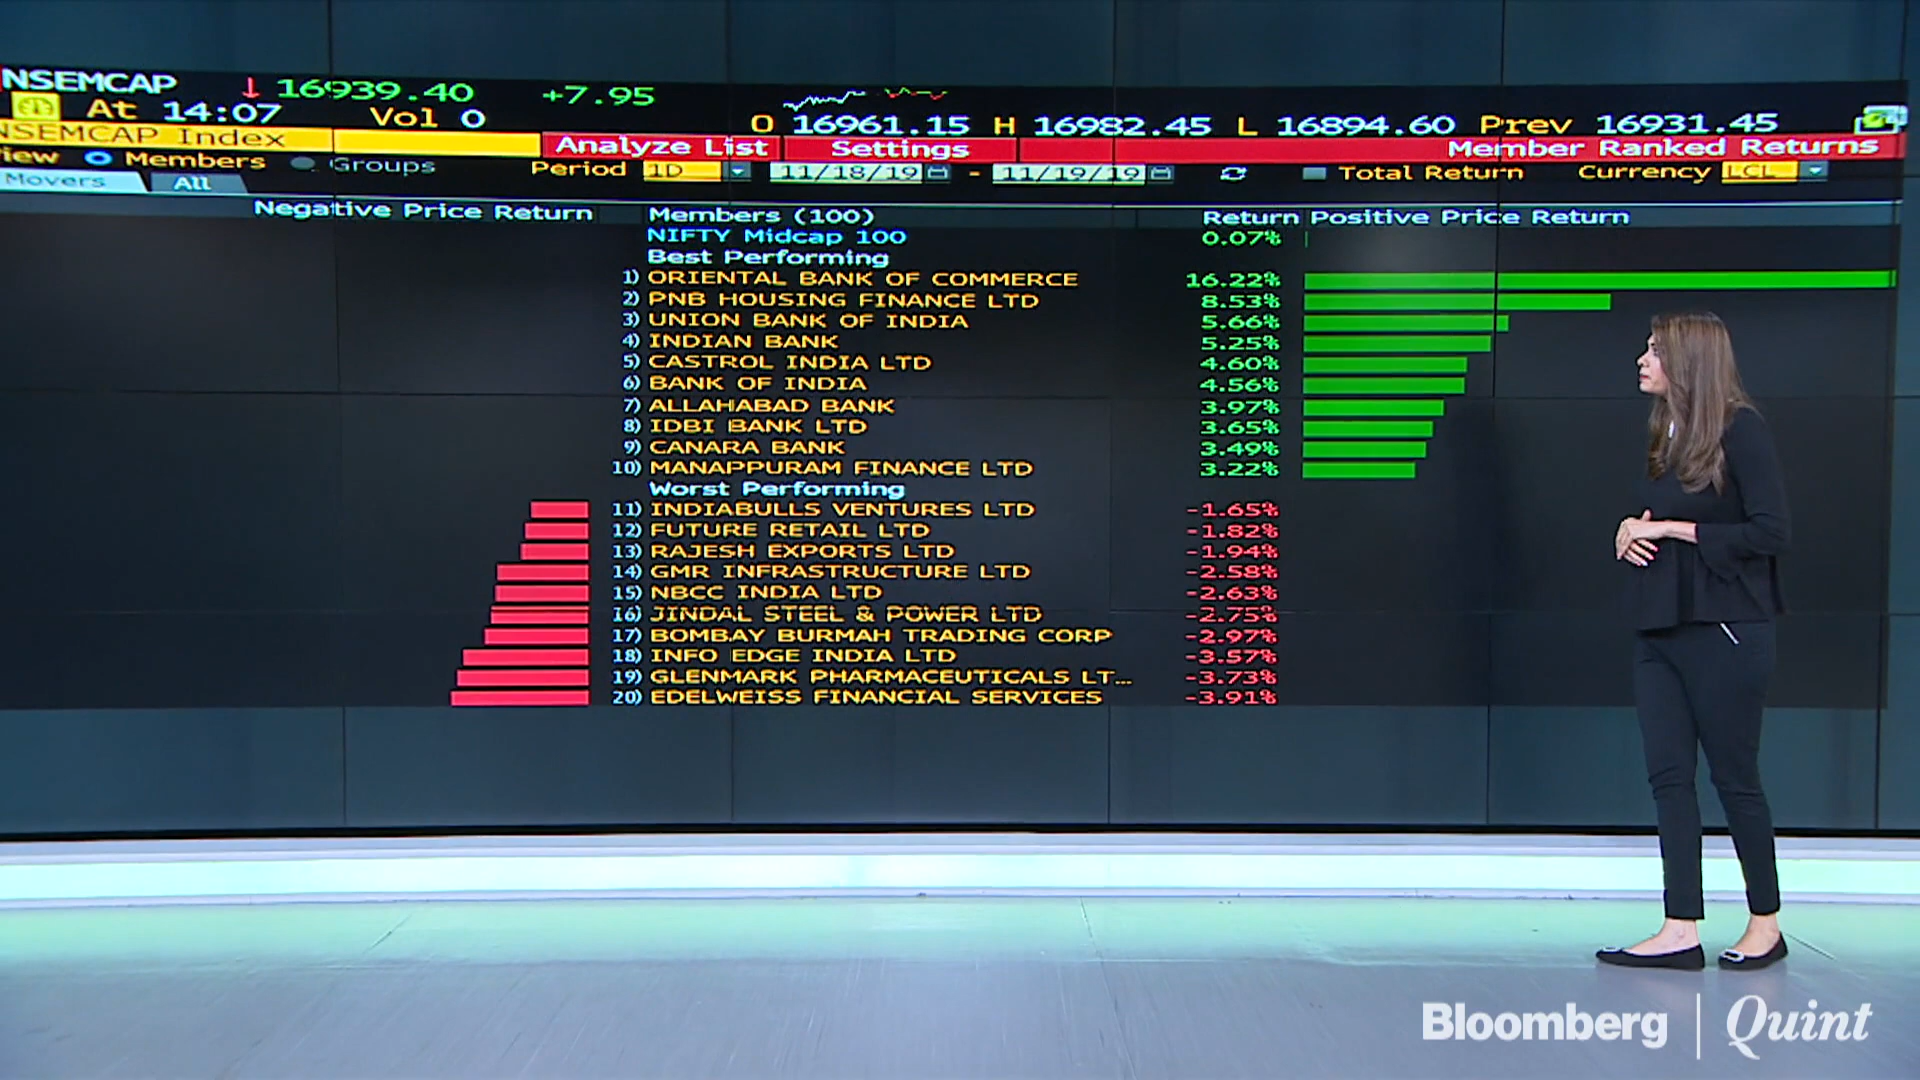 NSEMCAP ↓ 16939.40 +7.95
At 14:07 Vol 0 O 16961.15 H 16982.45 L 16894.60 Prev 16931.45
NSEMCAP Index Analyze List Settings Member Ranked Returns
iew Members Groups Period 1D 11/18/19 - 11/19/19 Total Return Currency LCL
Movers All
Negative Price Return Members (100) Return Positive Price Return
NIFTY Midcap 100 0.07%
Best Performing
1) ORIENTAL BANK OF COMMERCE 16.22%
2) PNB HOUSING FINANCE LTD 8.53%
3) UNION BANK OF INDIA 5.66%
4) INDIAN BANK 5.25%
5) CASTROL INDIA LTD 4.60%
6) BANK OF INDIA 4.56%
7) ALLAHABAD BANK 3.97%
8) IDBI BANK LTD 3.65%
9) CANARA BANK 3.49%
10) MANAPPURAM FINANCE LTD 3.22%
Worst Performing
11) INDIABULLS VENTURES LTD -1.65%
12) FUTURE RETAIL LTD -1.82%
13) RAJESH EXPORTS LTD -1.94%
14) GMR INFRASTRUCTURE LTD -2.58%
15) NBCC INDIA LTD -2.63%
16) JINDAL STEEL & POWER LTD -2.75%
17) BOMBAY BURMAH TRADING CORP -2.97%
18) INFO EDGE INDIA LTD -3.57%
19) GLENMARK PHARMACEUTICALS LT... -3.73%
20) EDELWEISS FINANCIAL SERVICES -3.91%
Bloomberg | Quint